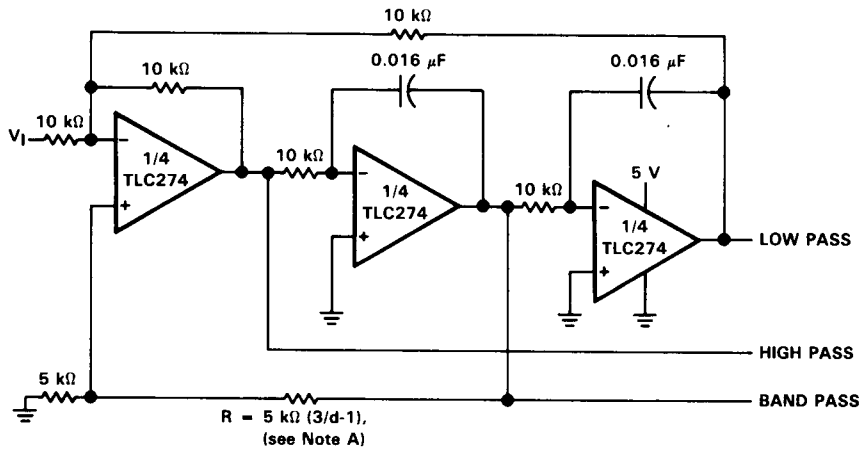 10 kΩ
10 kΩ
0.016 μF
0.016 μF
10 kΩ
VI
−
1/4
TLC274
+
10 kΩ
−
1/4
TLC274
+
10 kΩ
5 V
−
1/4
TLC274
+
LOW PASS
HIGH PASS
5 kΩ
BAND PASS
R = 5 kΩ (3/d-1),
(see Note A)